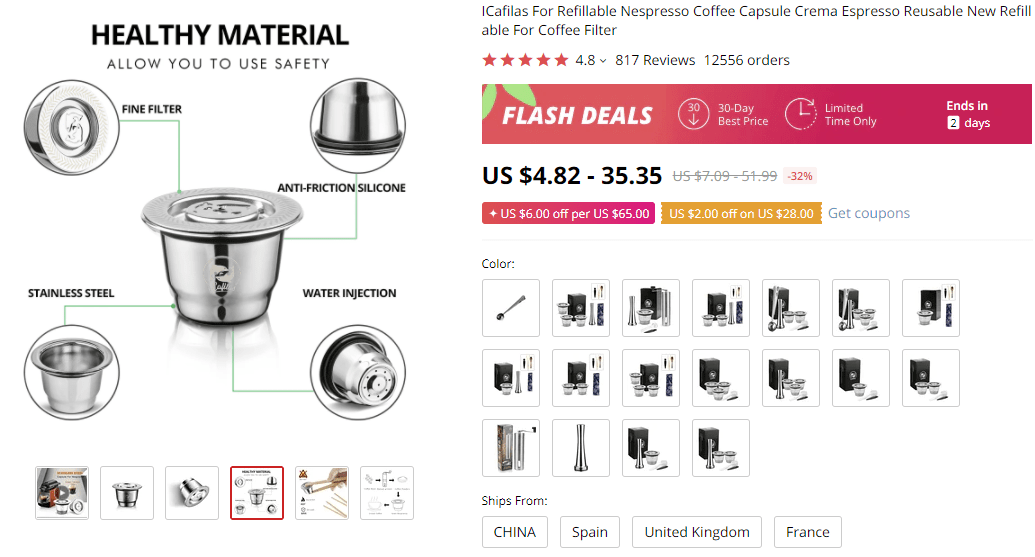 HEALTHY MATERIAL
ALLOW YOU TO USE SAFETY
FINE FILTER
ANTI-FRICTION SILICONE
STAINLESS STEEL
WATER INJECTION
HEALTHY MATERIAL
ICafilas For Refillable Nespresso Coffee Capsule Crema Espresso Reusable New Refill
able For Coffee Filter
4.8 817 Reviews 12556 orders
FLASH DEALS
30
30-Day
Best Price
Limited
Time Only
Ends in
2 days
US $4.82 - 35.35 US $7.09 - 51.99 -32%
US $6.00 off per US $65.00 US $2.00 off on US $28.00 Get coupons
Color:
Ships From:
CHINA Spain United Kingdom France